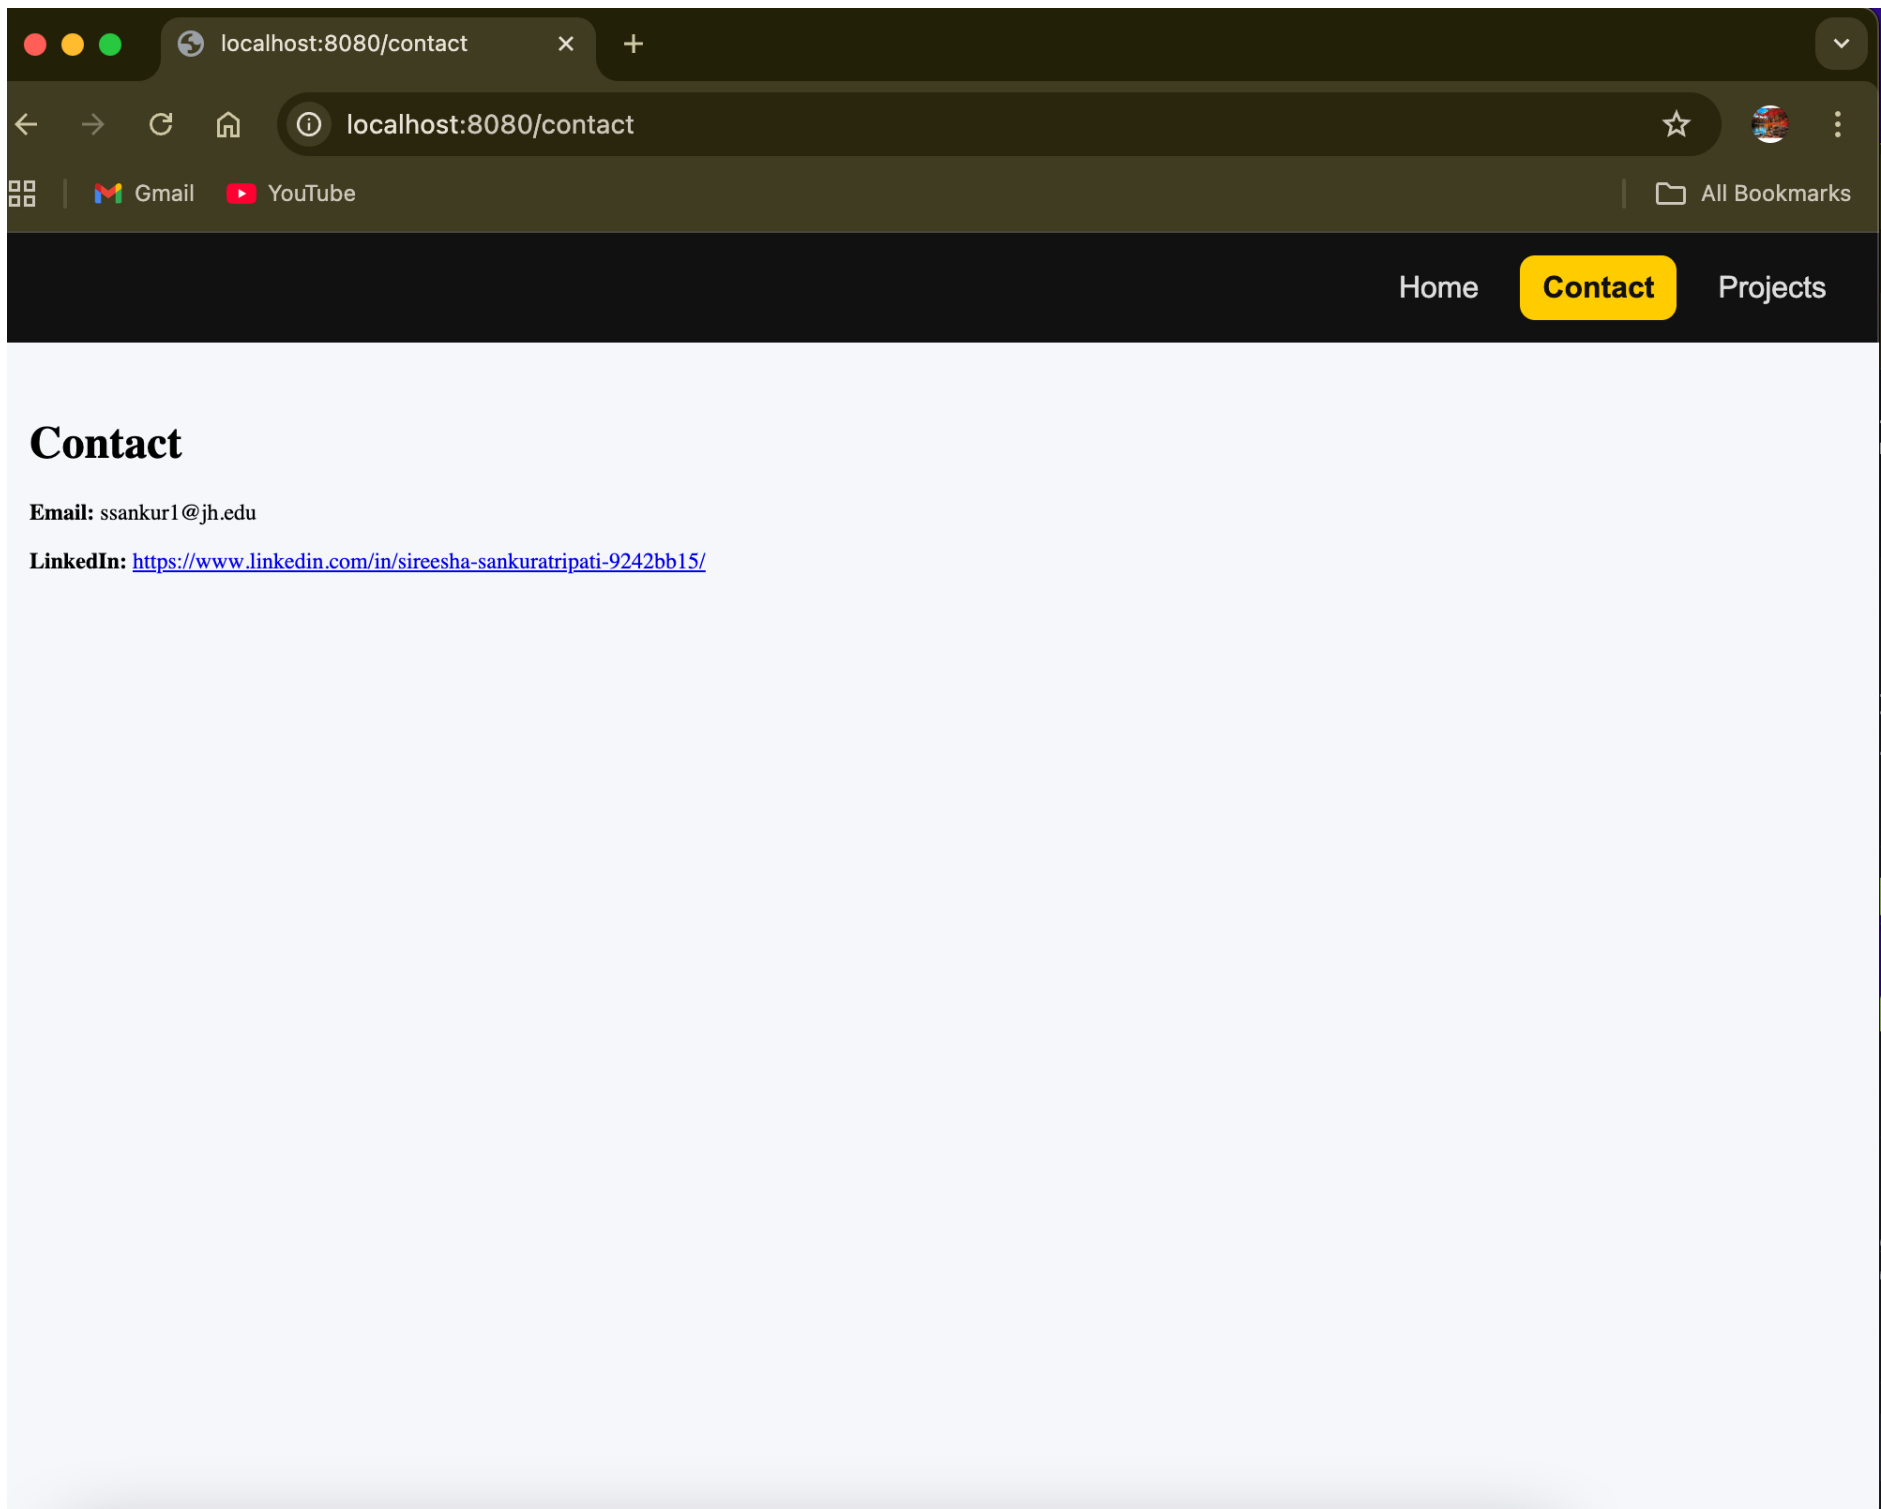 localhost:8080/contact
localhost:8080/contact
Gmail YouTube All Bookmarks
Home Contact Projects
Contact
Email: ssankur1@jh.edu
LinkedIn: https://www.linkedin.com/in/sireesha-sankuratripati-9242bb15/